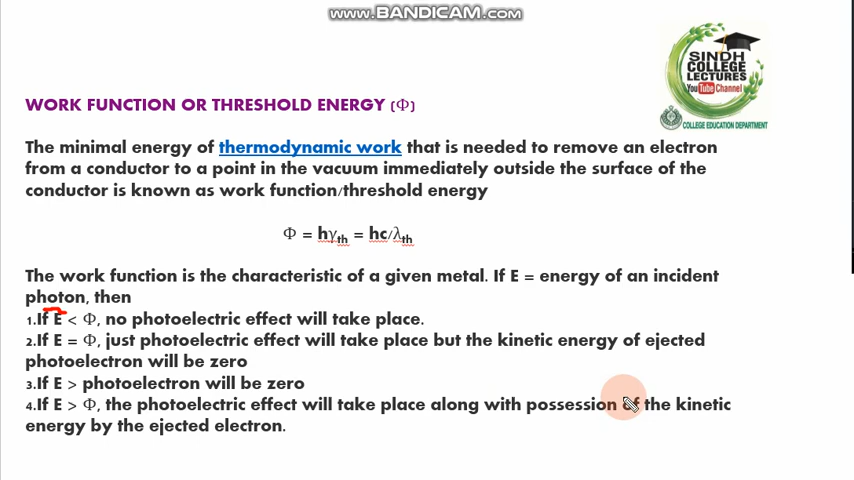 www.BANDICAM.com
SINDH
COLLEGE
LECTURES
YouTube Channel
COLLEGE EDUCATION DEPARTMENT
WORK FUNCTION OR THRESHOLD ENERGY (Φ)
The minimal energy of thermodynamic work that is needed to remove an electron
from a conductor to a point in the vacuum immediately outside the surface of the
conductor is known as work function/threshold energy
Φ = hγth = hc/λth
The work function is the characteristic of a given metal. If E = energy of an incident
photon, then
1.If E < Φ, no photoelectric effect will take place.
2.If E = Φ, just photoelectric effect will take place but the kinetic energy of ejected
photoelectron will be zero
3.If E > photoelectron will be zero
4.If E > Φ, the photoelectric effect will take place along with possession of the kinetic
energy by the ejected electron.